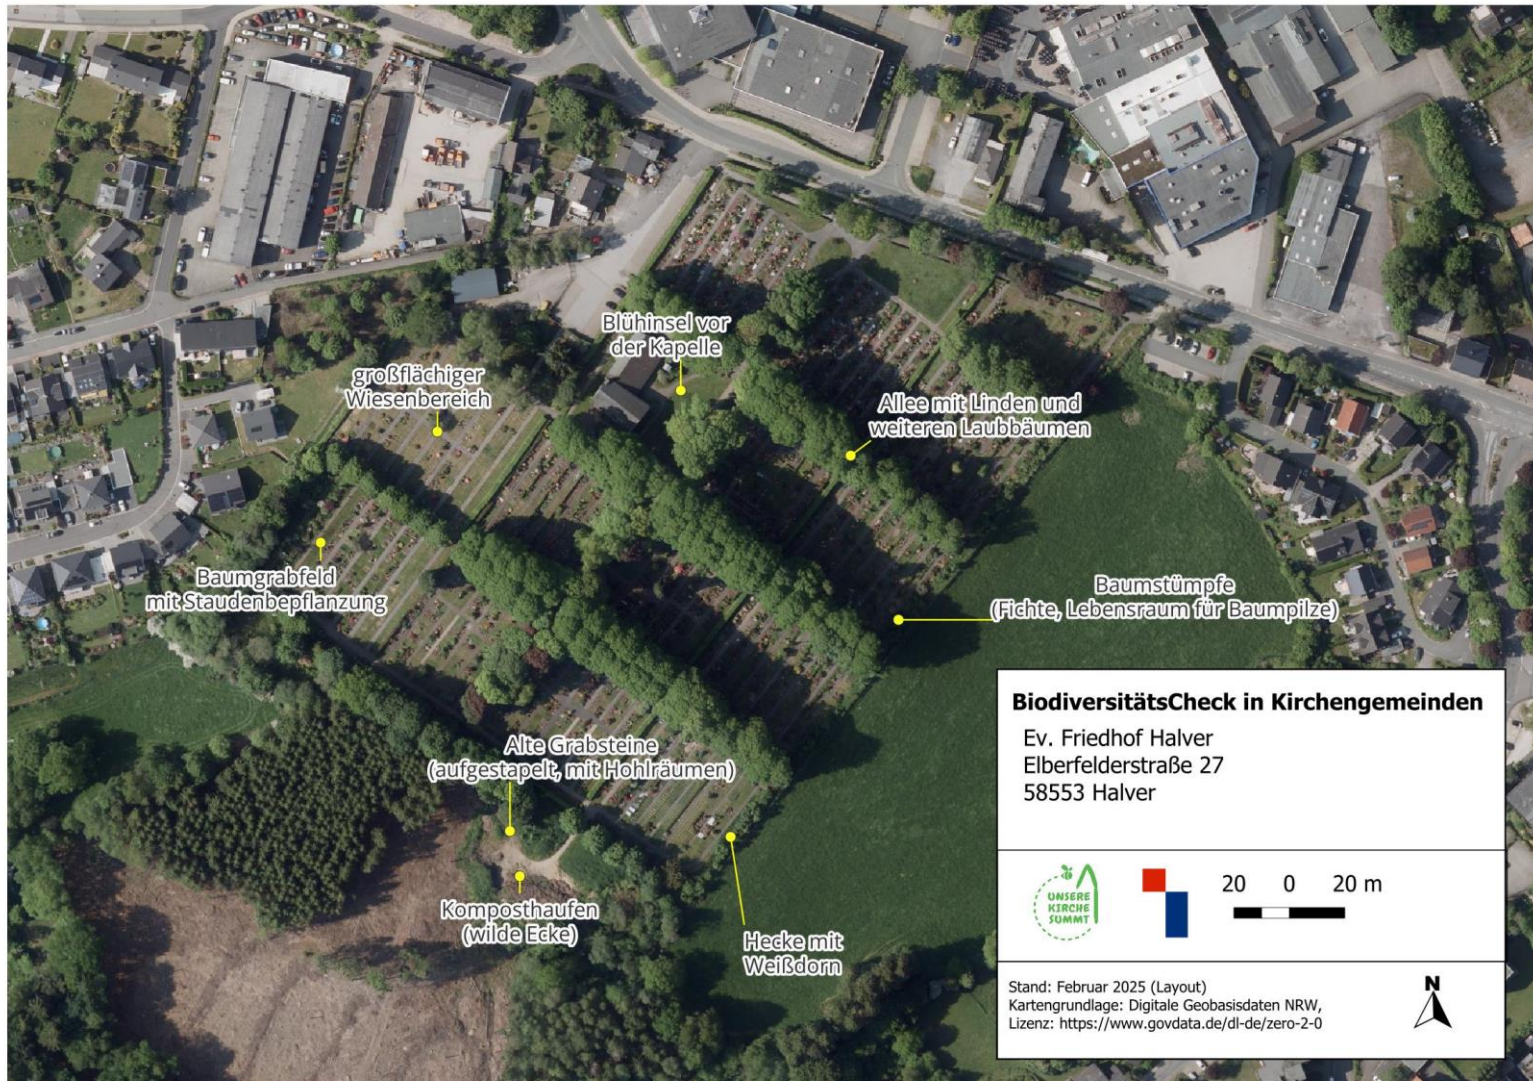 Blühinsel vor
der Kapelle
großflächiger
Wiesenbereich
Allee mit Linden und
weiteren Laubbäumen
Baumgrabfeld
mit Staudenbepflanzung
Baumstümpfe
(Fichte, Lebensraum für Baumpilze)
Alte Grabsteine
(aufgestapelt, mit Hohlräumen)
Komposthaufen
(wilde Ecke)
Hecke mit
Weißdorn
BiodiversitätsCheck in Kirchengemeinden
Ev. Friedhof Halver
Elberfelderstraße 27
58553 Halver
UNSERE
KIRCHE
SUMMT
20 0 20 m
Stand: Februar 2025 (Layout)
Kartengrundlage: Digitale Geobasisdaten NRW,
Lizenz: https://www.govdata.de/dl-de/zero-2-0
N